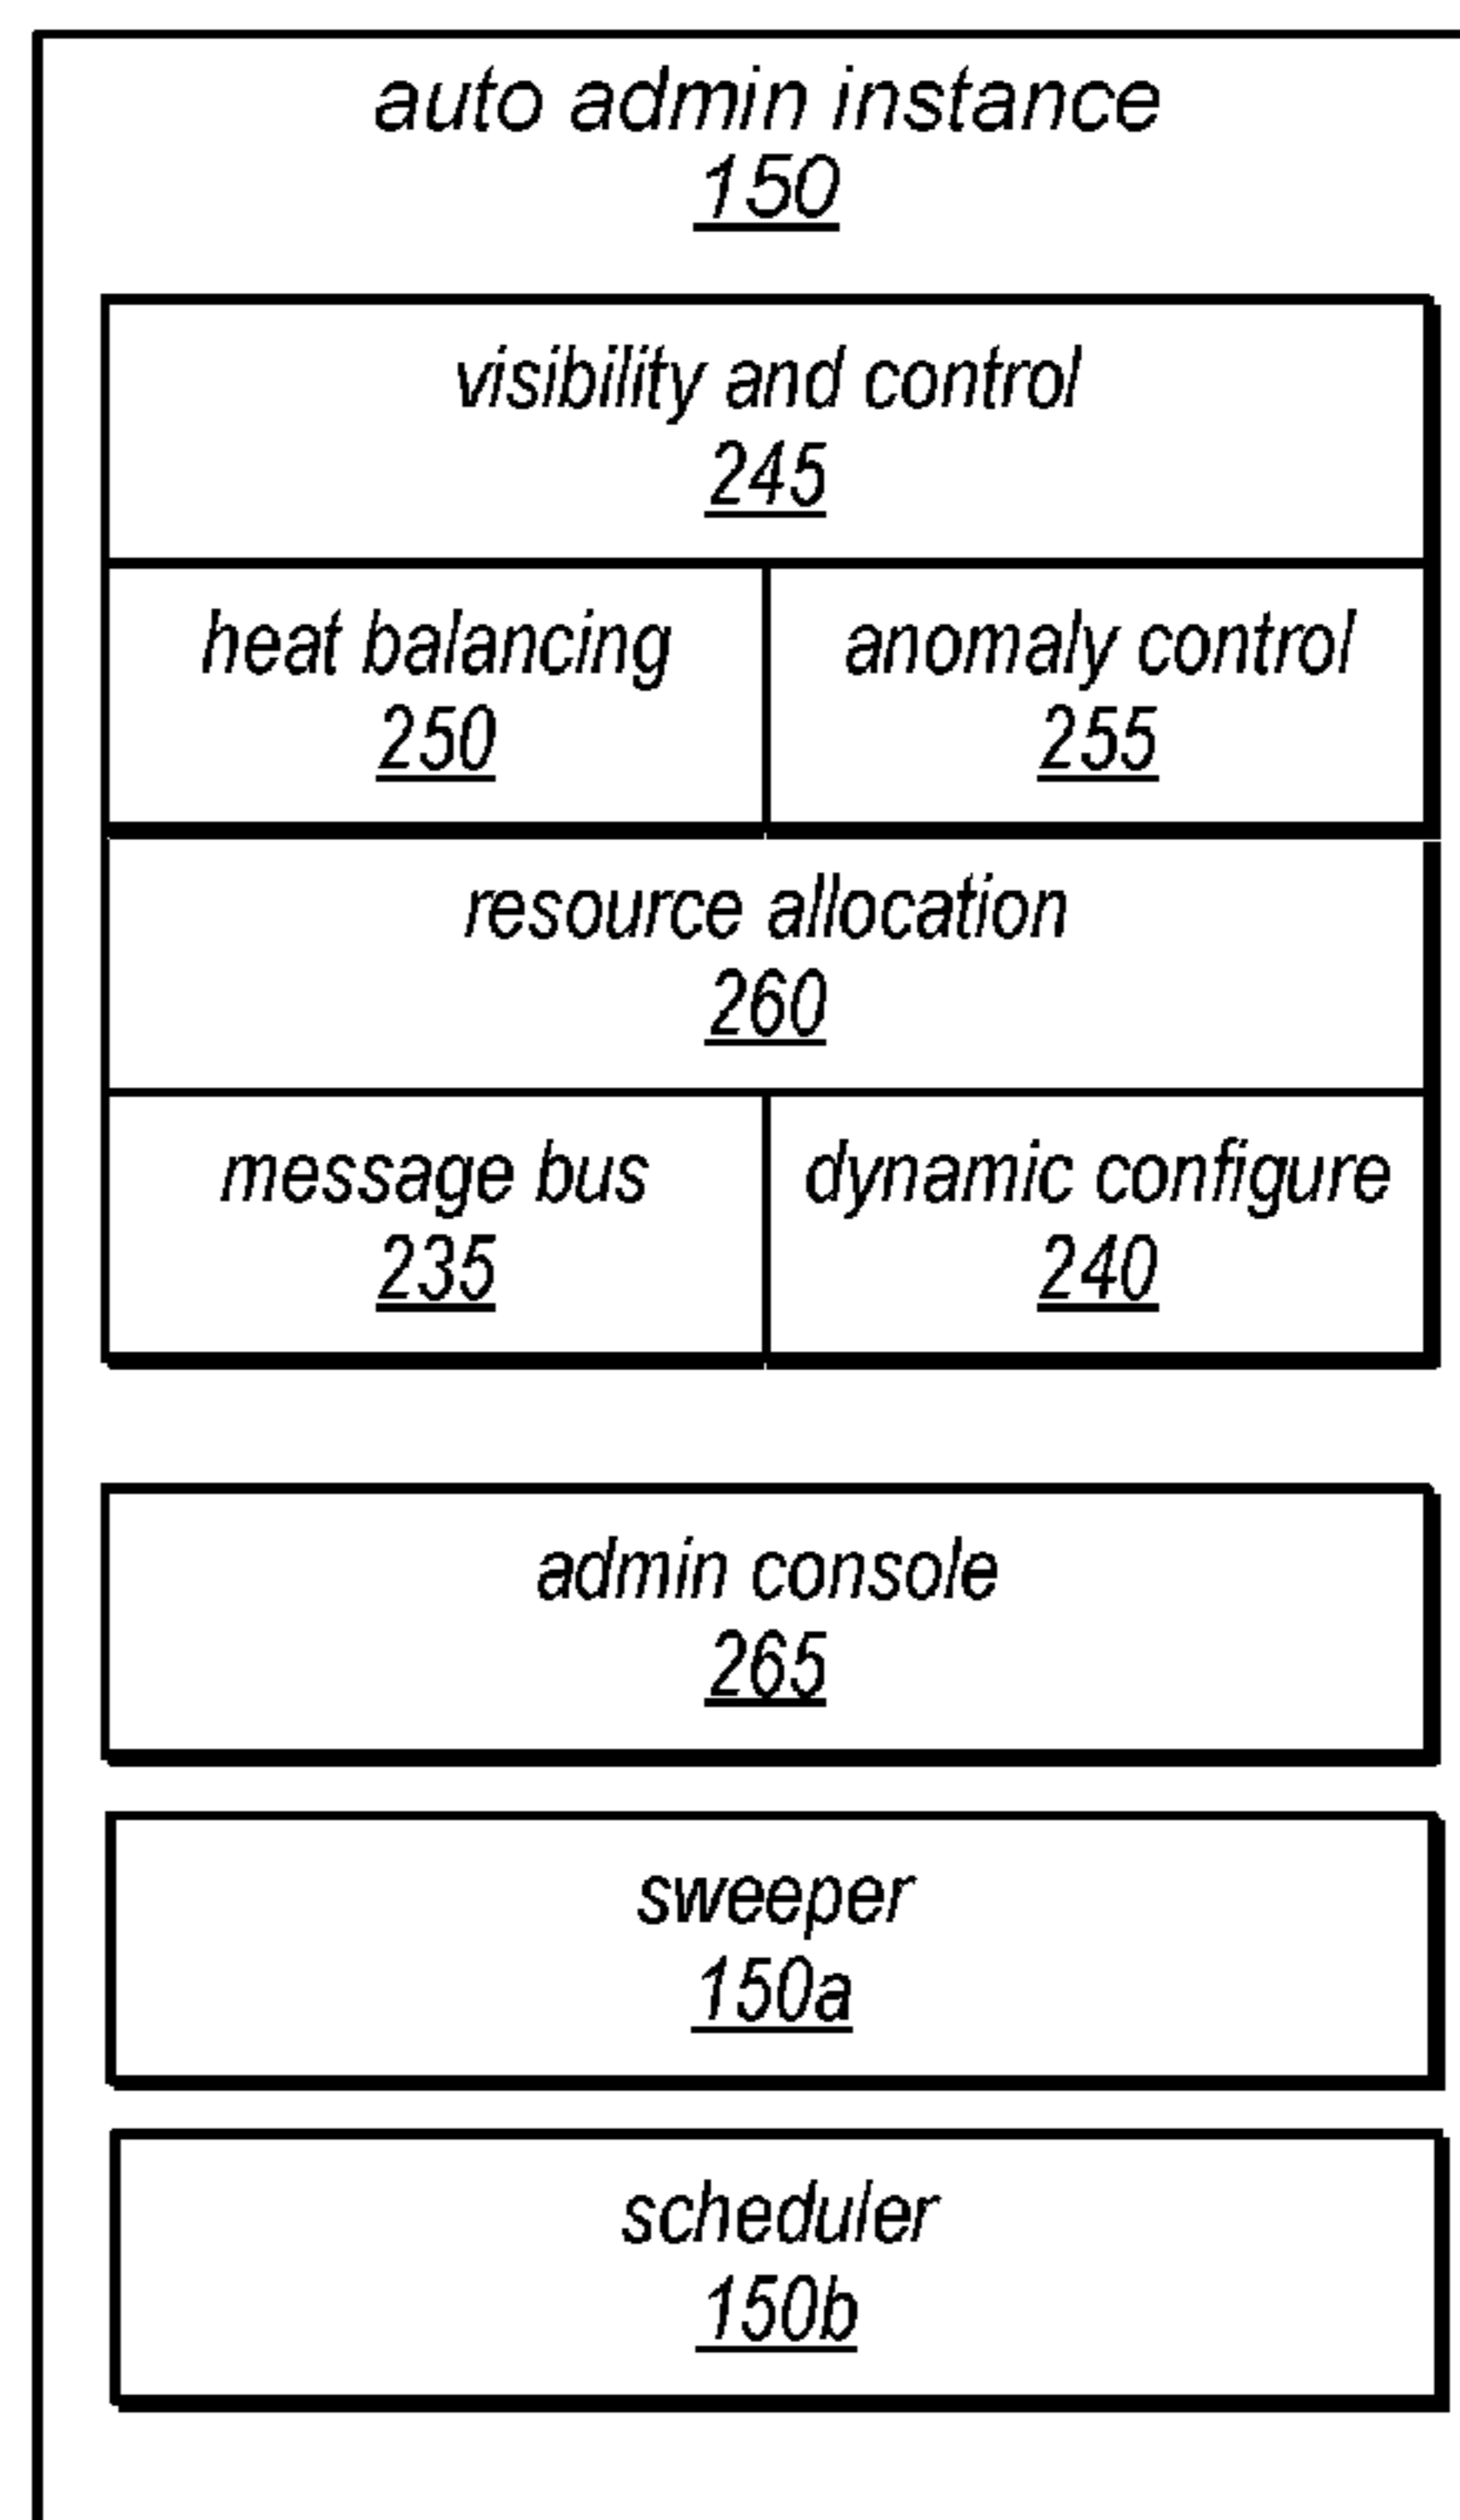 auto admin instance
150
visibility and control
245
heat balancing
250
anomaly control
255
resource allocation
260
message bus
235
dynamic configure
240
admin console
265
sweeper
150a
scheduler
150b